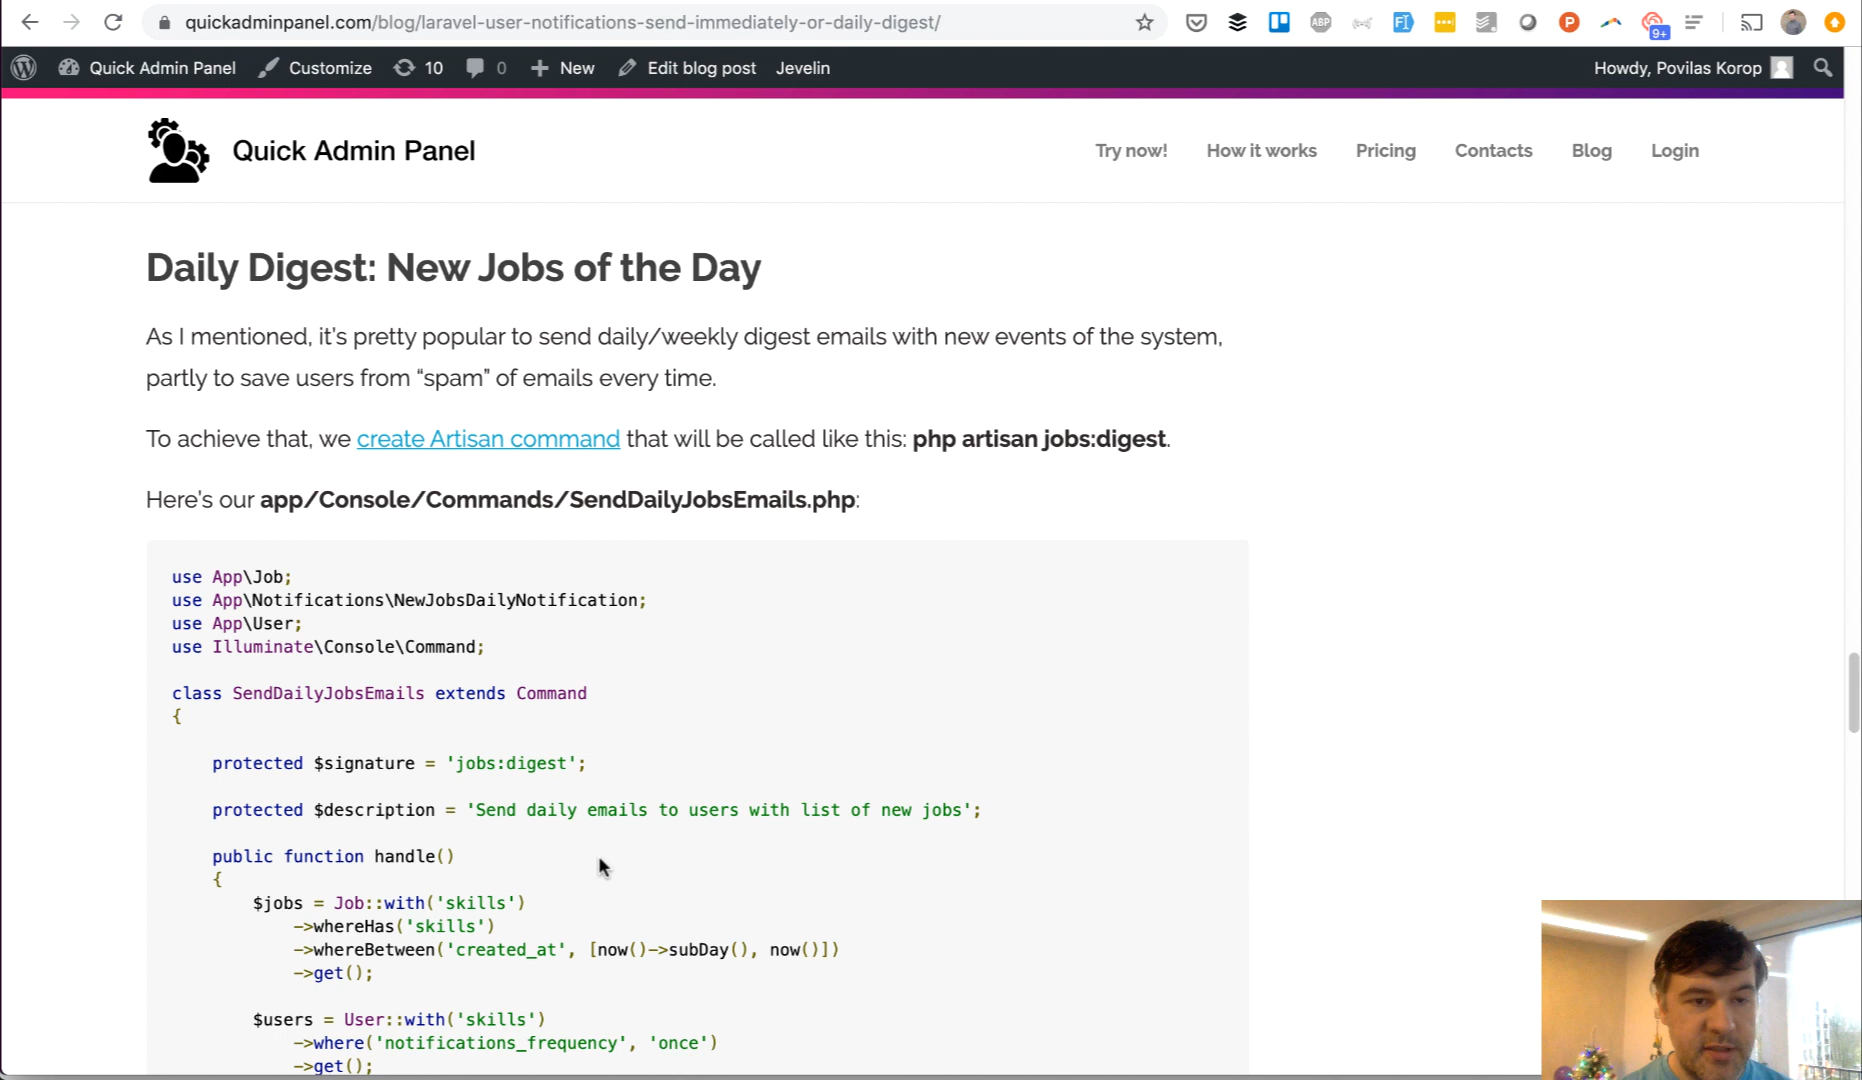 quickadminpanel.com/blog/laravel-user-notifications-send-immediately-or-daily-digest/
ABP
9+
Quick Admin Panel Customize 10 0 New Edit blog post Jevelin Howdy, Povilas Korop
Quick Admin Panel Try now! How it works Pricing Contacts Blog Login
Daily Digest: New Jobs of the Day
As I mentioned, it's pretty popular to send daily/weekly digest emails with new events of the system,
partly to save users from “spam” of emails every time.
To achieve that, we create Artisan command that will be called like this: php artisan jobs:digest.
Here's our app/Console/Commands/SendDailyJobsEmails.php:
use App\Job;
use App\Notifications\NewJobsDailyNotification;
use App\User;
use Illuminate\Console\Command;
class SendDailyJobsEmails extends Command
{
protected $signature = 'jobs:digest';
protected $description = 'Send daily emails to users with list of new jobs';
public function handle()
{
$jobs = Job::with('skills')
->whereHas('skills')
->whereBetween('created_at', [now()->subDay(), now()])
->get();
$users = User::with('skills')
->where('notifications_frequency', 'once')
->get();